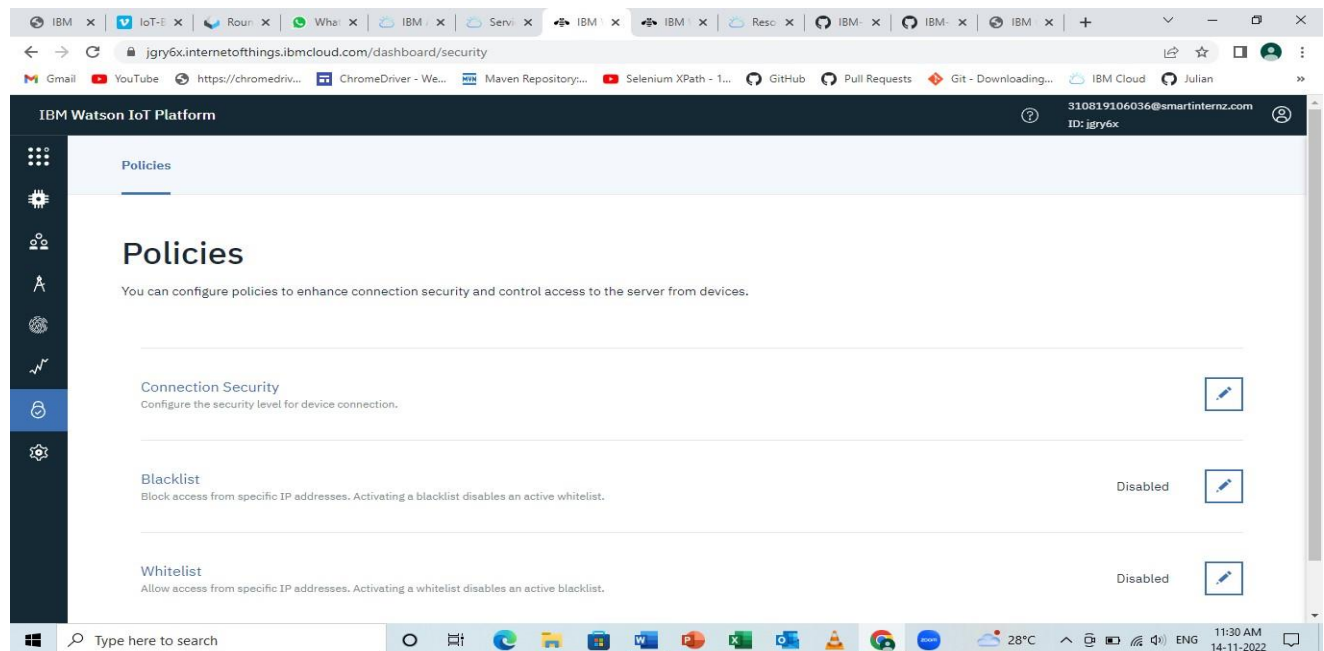 IBM
IoT-E
Roun
What
IBM
Servi
IBM
IBM
Reso
IBM-
IBM-
IBM
jgry6x.internetofthings.ibmcloud.com/dashboard/security
Gmail
YouTube
https://chromedriv...
ChromeDriver - We...
Maven Repository:...
Selenium XPath - 1...
GitHub
Pull Requests
Git - Downloading...
IBM Cloud
Julian
»
IBM Watson IoT Platform
310819106036@smartinternz.com
ID: jgry6x
Policies
Policies
You can configure policies to enhance connection security and control access to the server from devices.
Connection Security
Configure the security level for device connection.
Blacklist
Block access from specific IP addresses. Activating a blacklist disables an active whitelist.
Disabled
Whitelist
Allow access from specific IP addresses. Activating a whitelist disables an active blacklist.
Disabled
Type here to search
zoom
28°C
ENG
11:30 AM
14-11-2022